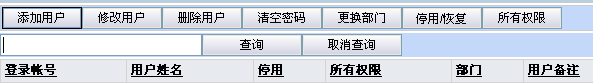 添加用户 修改用户 删除用户 清空密码 更换部门 停用/恢复 所有权限
查询 取消查询
登录帐号 用户姓名 停用 所有权限 部门 用户备注